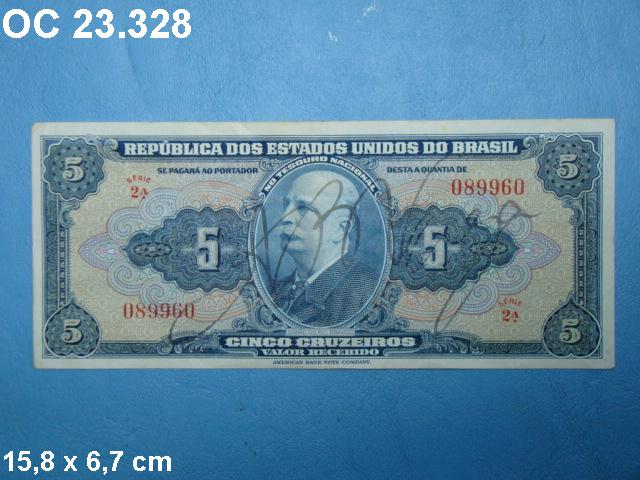 OC 23.328
REPÚBLICA DOS ESTADOS UNIDOS DO BRASIL
5 5
SE PAGARÁ AO PORTADOR DESTA A QUANTIA DE
NO TESOURO NACIONAL
SÉRIE
2A
089960
5 5
089960
SÉRIE
2A
5 5
CINCO CRUZEIROS
VALOR RECEBIDO
AMERICAN BANK NOTE COMPANY.
15,8 x 6,7 cm